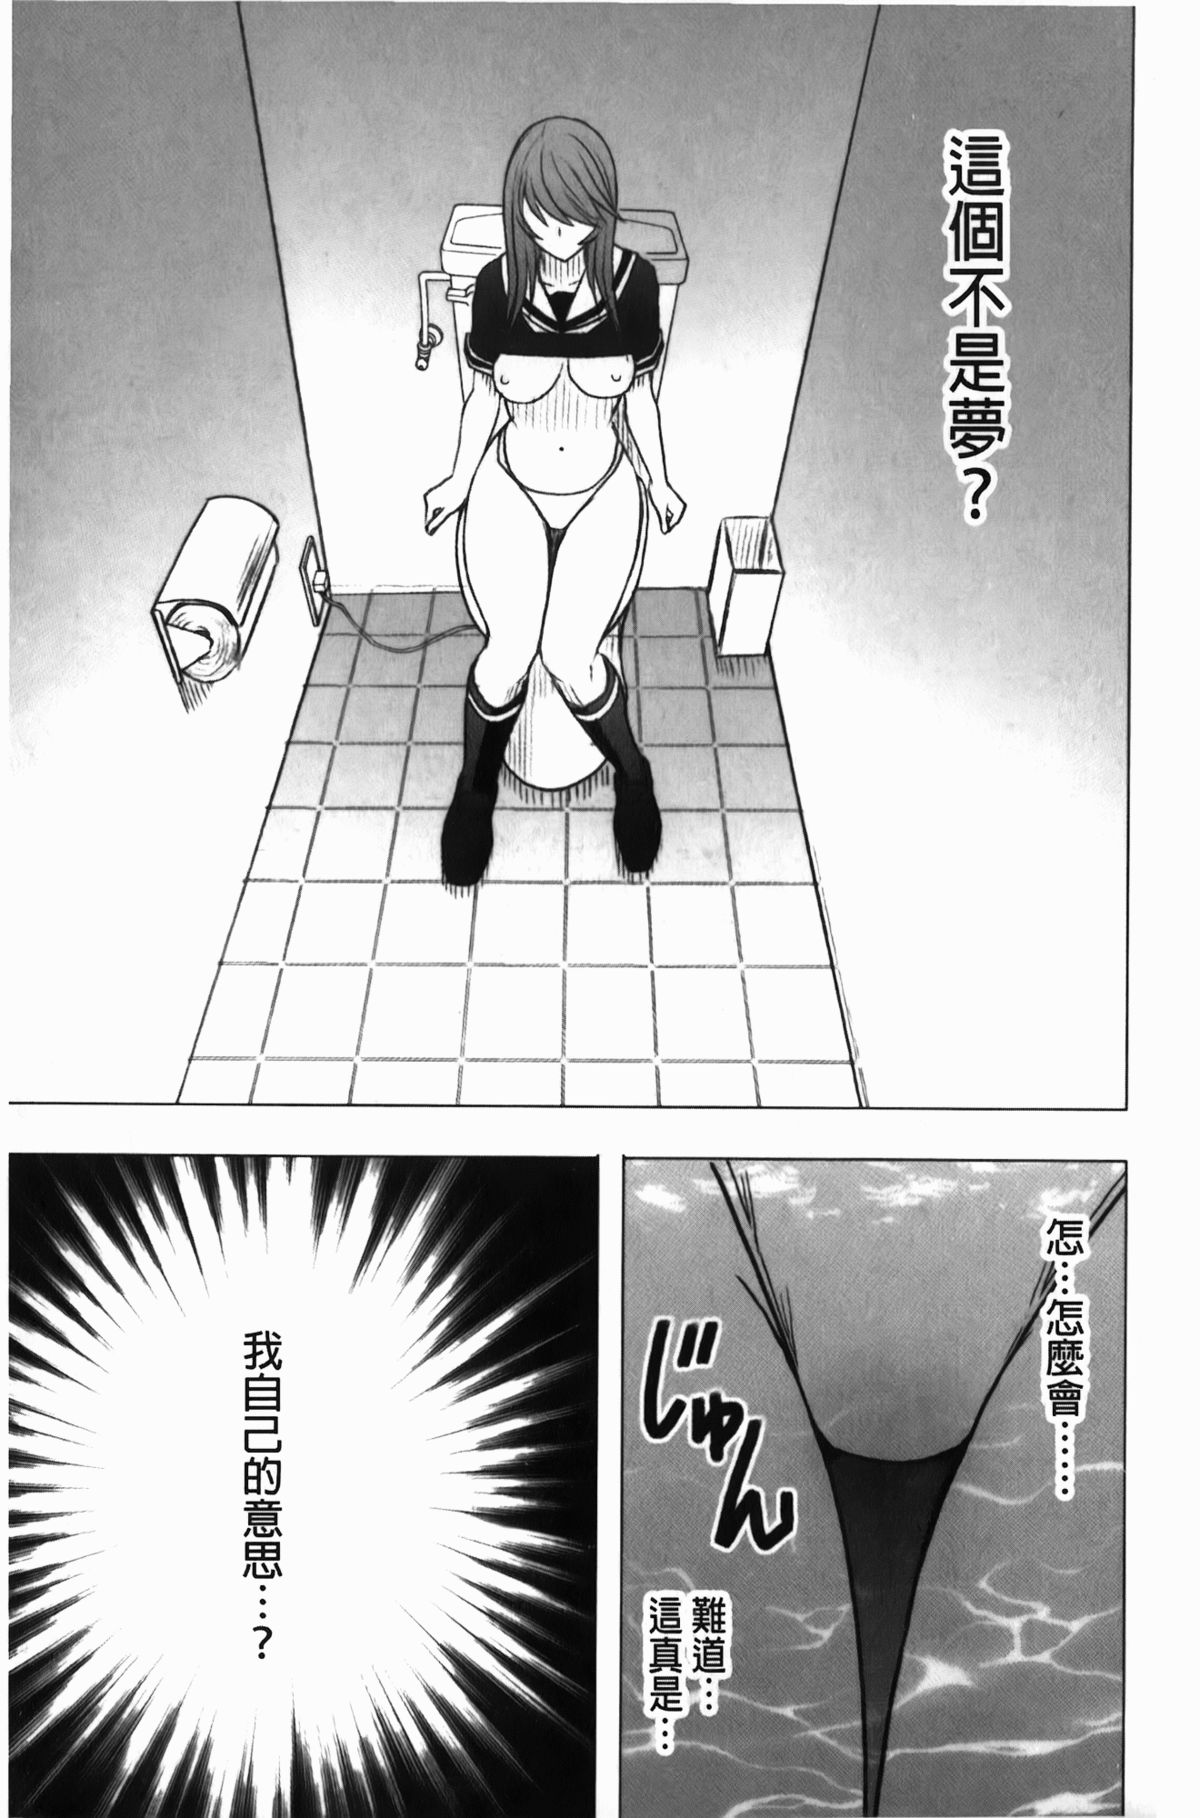 這個不是夢？
怎…怎麼會……
じゅん
難道…
這真是…
我自己的意思…？